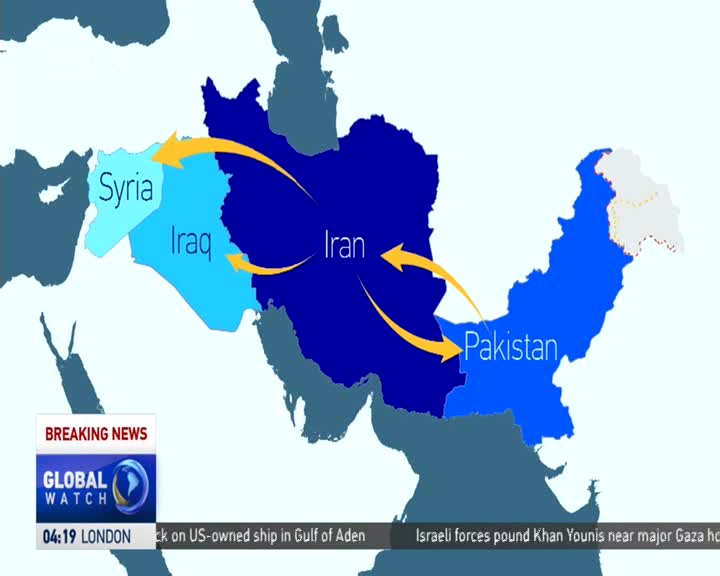 Syria
Iraq
Iran
Pakistan
BREAKING NEWS
GLOBAL
WATCH
04:19 LONDON
on US-owned ship in Gulf of Aden
Israeli forces pound Khan Younis near major Gaza